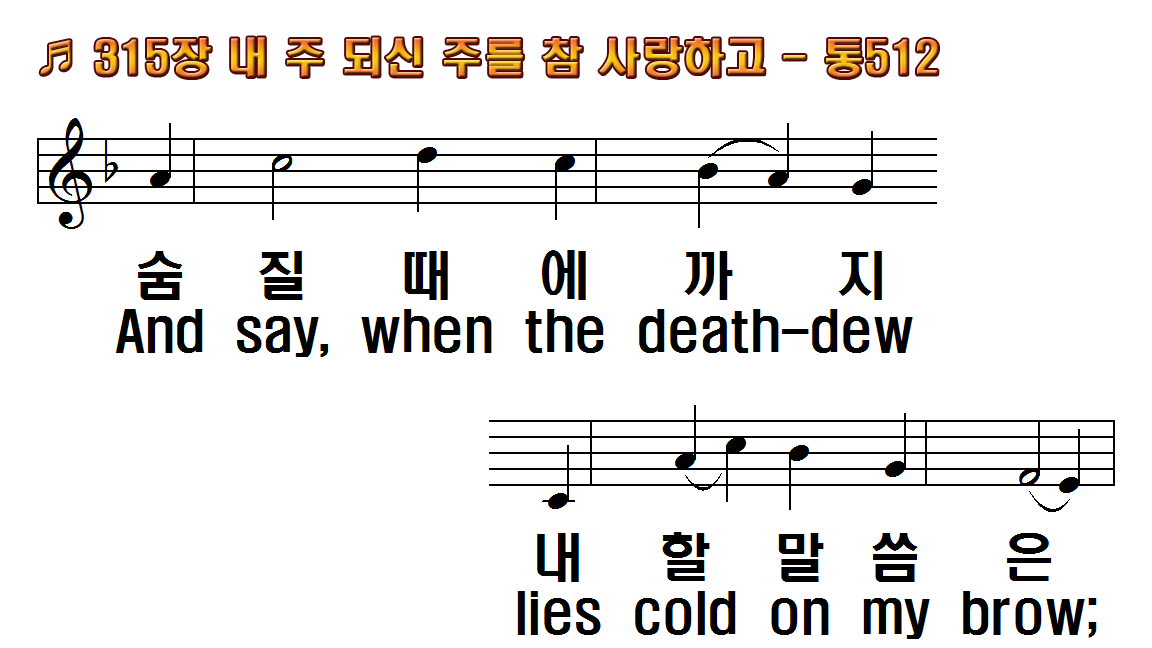 ♬ 315장 내 주 되신 주를 참 사랑하고 - 통512
숨 질 때 에 까 지
And say, when the death-dew
내 할 말 씀 은
lies cold on my brow;